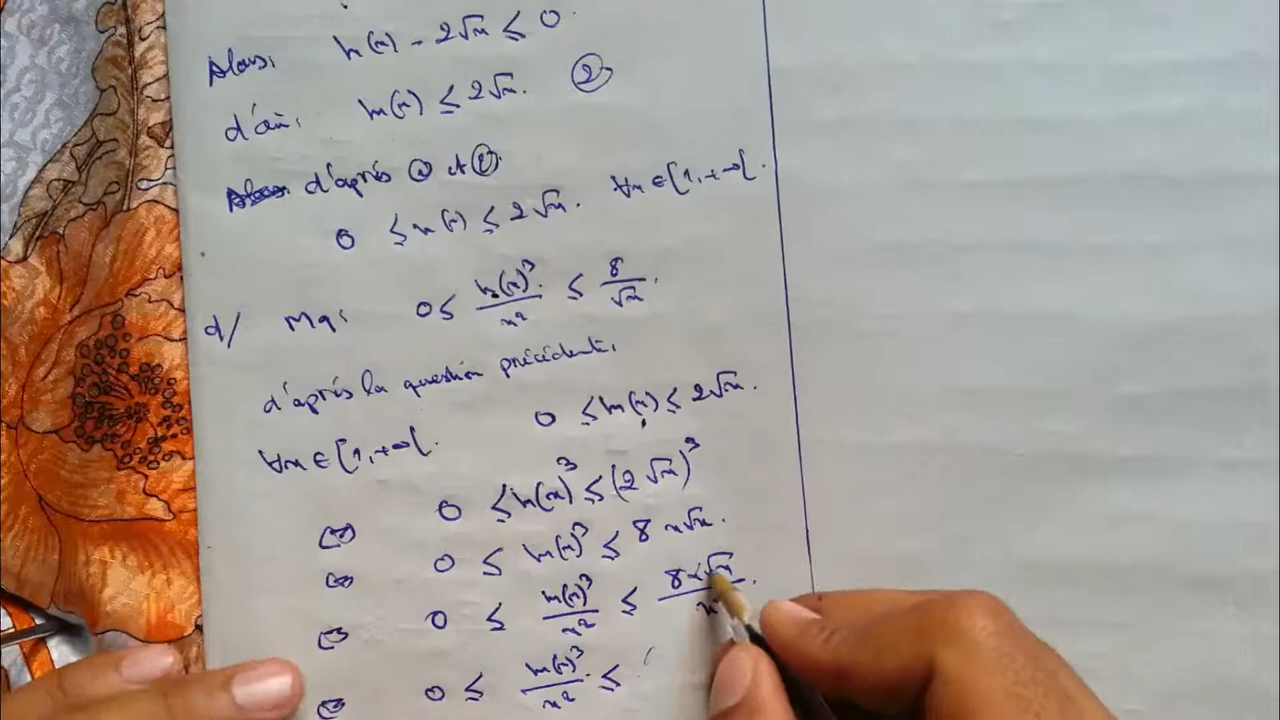 Alors, ln(x) - 2√x ≤ 0.
d'où, ln(x) ≤ 2√x. ②
d'après ① et ②.
0 ≤ ln(x) ≤ 2√x. ∀x ∈ [1, +∞[.
d/ Mq: 0 ≤ ln(x)³/x² ≤ 8/√x.
d'après la question précédente,
∀x ∈ [1, +∞[. 0 ≤ ln(x) ≤ 2√x.
⇔ 0 ≤ ln(x)³ ≤ (2√x)³
⇔ 0 ≤ ln(x)³ ≤ 8 x√x.
⇔ 0 ≤ ln(x)³/x² ≤ 8x√x/x².
⇔ 0 ≤ ln(x)³/x² ≤